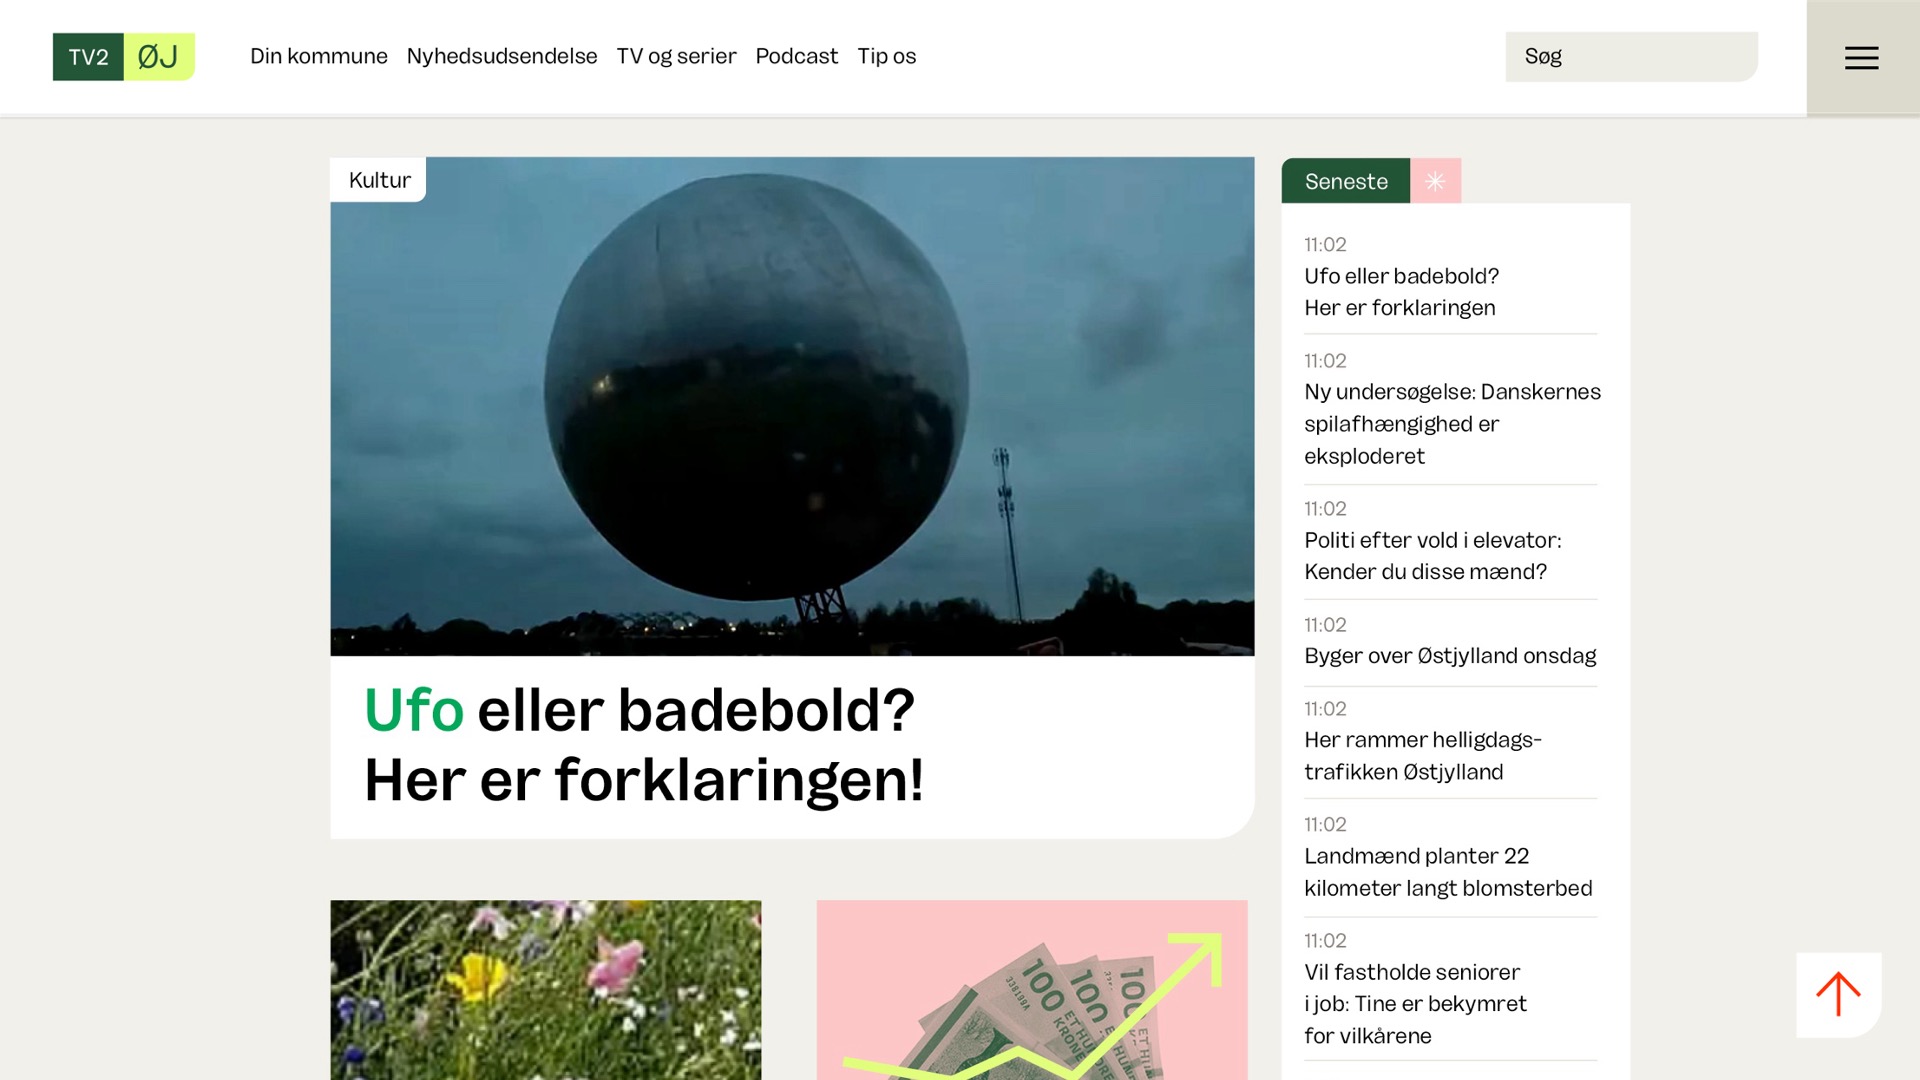 TV2 ØJ
Din kommune Nyhedsudsendelse TV og serier Podcast Tip os
Søg
Kultur
Ufo eller badebold?
Her er forklaringen!
Seneste
11:02
Ufo eller badebold?
Her er forklaringen
11:02
Ny undersøgelse: Danskernes
spilafhængighed er
eksploderet
11:02
Politi efter vold i elevator:
Kender du disse mænd?
11:02
Byger over Østjylland onsdag
11:02
Her rammer helligdags-
trafikken Østjylland
11:02
Landmænd planter 22
kilometer langt blomsterbed
11:02
Vil fastholde seniorer
i job: Tine er bekymret
for vilkårene
100
100
100